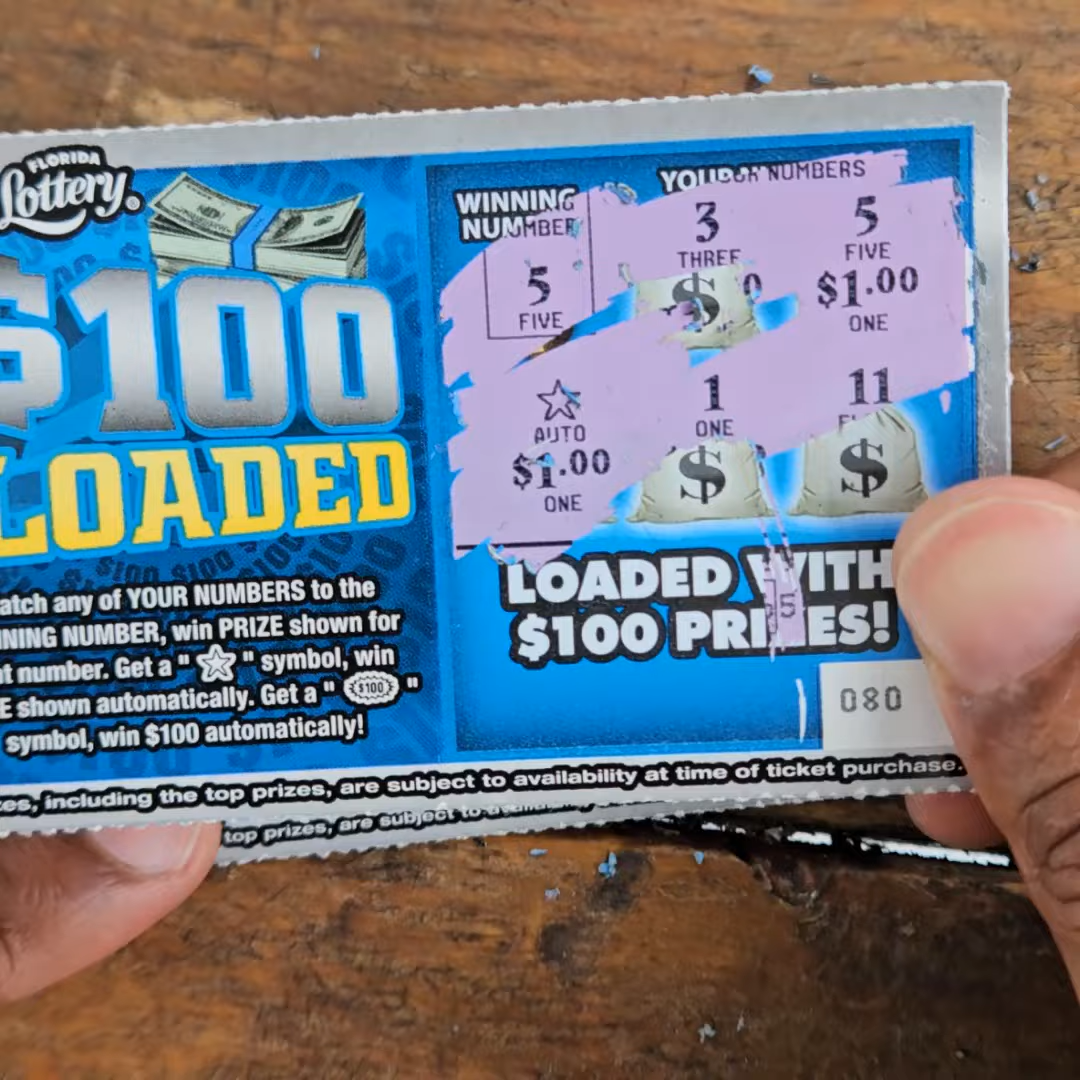 FLORIDA
Lottery®
$100
LOADED
atch any of YOUR NUMBERS to the
NNING NUMBER, win PRIZE shown for
at number. Get a " ☆ " symbol, win
E shown automatically. Get a " $100 "
symbol, win $100 automatically!
WINNING
NUMBER
5
FIVE
YOUR NUMBERS
3
THREE
$
5
FIVE
$1.00
ONE
☆
AUTO
$1.00
ONE
1
ONE
$
11
$
LOADED WITH
$100 PRIZES!
5
080
zes, including the top prizes, are subject to availability at time of ticket purchase.
top prizes, are subject to